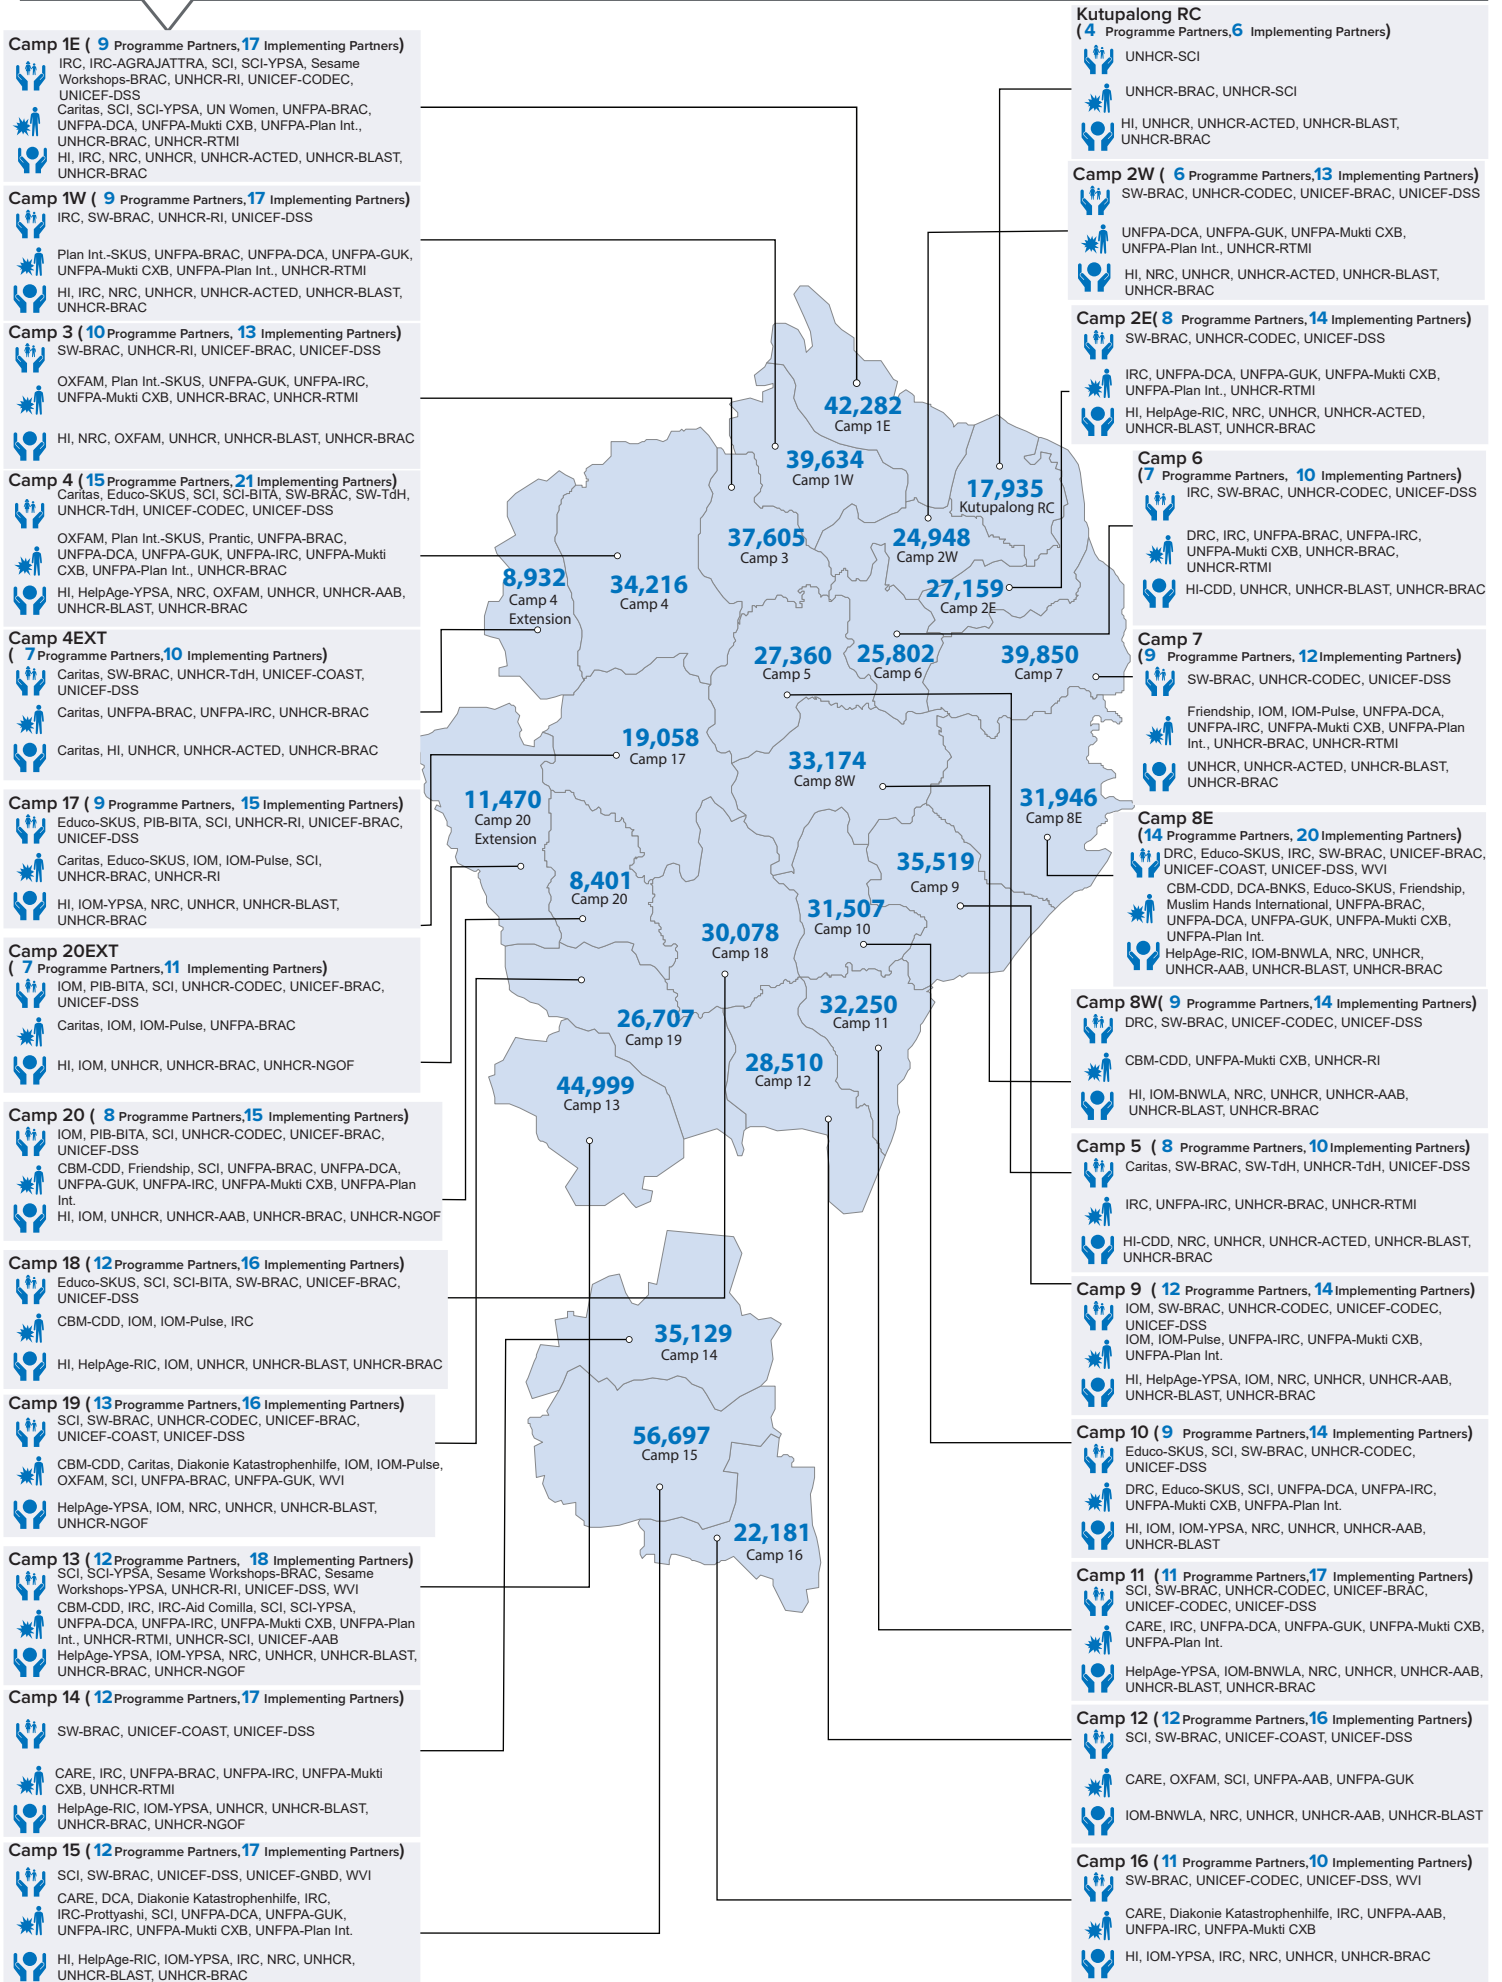 Camp 1E ( 9 Programme Partners, 17 Implementing Partners)
IRC, IRC-AGRAJATTRA, SCI, SCI-YPSA, Sesame
Workshops-BRAC, UNHCR-RI, UNICEF-CODEC,
UNICEF-DSS
Caritas, SCI, SCI-YPSA, UN Women, UNFPA-BRAC,
UNFPA-DCA, UNFPA-Mukti CXB, UNFPA-Plan Int.,
UNHCR-BRAC, UNHCR-RTMI
HI, IRC, NRC, UNHCR, UNHCR-ACTED, UNHCR-BLAST,
UNHCR-BRAC
Camp 1W ( 9 Programme Partners, 17 Implementing Partners)
IRC, SW-BRAC, UNHCR-RI, UNICEF-DSS
Plan Int.-SKUS, UNFPA-BRAC, UNFPA-DCA, UNFPA-GUK,
UNFPA-Mukti CXB, UNFPA-Plan Int., UNHCR-RTMI
HI, IRC, NRC, UNHCR, UNHCR-ACTED, UNHCR-BLAST,
UNHCR-BRAC
Camp 3 (10 Programme Partners, 13 Implementing Partners)
SW-BRAC, UNHCR-RI, UNICEF-BRAC, UNICEF-DSS
OXFAM, Plan Int.-SKUS, UNFPA-GUK, UNFPA-IRC,
UNFPA-Mukti CXB, UNHCR-BRAC, UNHCR-RTMI
HI, NRC, OXFAM, UNHCR, UNHCR-BLAST, UNHCR-BRAC
Camp 4 (15 Programme Partners, 21 Implementing Partners)
Caritas, Educo-SKUS, SCI, SCI-BITA, SW-BRAC, SW-TdH,
UNHCR-TdH, UNICEF-CODEC, UNICEF-DSS
OXFAM, Plan Int.-SKUS, Prantic, UNFPA-BRAC,
UNFPA-DCA, UNFPA-GUK, UNFPA-IRC, UNFPA-Mukti
CXB, UNFPA-Plan Int., UNHCR-BRAC
HI, HelpAge-YPSA, NRC, OXFAM, UNHCR, UNHCR-AAB,
UNHCR-BLAST, UNHCR-BRAC
Camp 4EXT
( 7 Programme Partners, 10 Implementing Partners)
Caritas, SW-BRAC, UNHCR-TdH, UNICEF-COAST,
UNICEF-DSS
Caritas, UNFPA-BRAC, UNFPA-IRC, UNHCR-BRAC
Caritas, HI, UNHCR, UNHCR-ACTED, UNHCR-BRAC
Camp 17 ( 9 Programme Partners, 15 Implementing Partners)
Educo-SKUS, PIB-BITA, SCI, UNHCR-RI, UNICEF-BRAC,
UNICEF-DSS
Caritas, Educo-SKUS, IOM, IOM-Pulse, SCI,
UNHCR-BRAC, UNHCR-RI
HI, IOM-YPSA, NRC, UNHCR, UNHCR-BLAST,
UNHCR-BRAC
Camp 20EXT
( 7 Programme Partners, 11 Implementing Partners)
IOM, PIB-BITA, SCI, UNHCR-CODEC, UNICEF-BRAC,
UNICEF-DSS
Caritas, IOM, IOM-Pulse, UNFPA-BRAC
HI, IOM, UNHCR, UNHCR-BRAC, UNHCR-NGOF
Camp 20 ( 8 Programme Partners, 15 Implementing Partners)
IOM, PIB-BITA, SCI, UNHCR-CODEC, UNICEF-BRAC,
UNICEF-DSS
CBM-CDD, Friendship, SCI, UNFPA-BRAC, UNFPA-DCA,
UNFPA-GUK, UNFPA-IRC, UNFPA-Mukti CXB, UNFPA-Plan
Int.
HI, IOM, UNHCR, UNHCR-AAB, UNHCR-BRAC, UNHCR-NGOF
Camp 18 ( 12 Programme Partners, 16 Implementing Partners)
Educo-SKUS, SCI, SCI-BITA, SW-BRAC, UNICEF-BRAC,
UNICEF-DSS
CBM-CDD, IOM, IOM-Pulse, IRC
HI, HelpAge-RIC, IOM, UNHCR, UNHCR-BLAST, UNHCR-BRAC
Camp 19 ( 13 Programme Partners, 16 Implementing Partners)
SCI, SW-BRAC, UNHCR-CODEC, UNICEF-BRAC,
UNICEF-COAST, UNICEF-DSS
CBM-CDD, Caritas, Diakonie Katastrophenhilfe, IOM, IOM-Pulse,
OXFAM, SCI, UNFPA-BRAC, UNFPA-GUK, WVI
HelpAge-YPSA, IOM, NRC, UNHCR, UNHCR-BLAST,
UNHCR-NGOF
Camp 13 ( 12 Programme Partners, 18 Implementing Partners)
SCI, SCI-YPSA, Sesame Workshops-BRAC, Sesame
Workshops-YPSA, UNHCR-RI, UNICEF-DSS, WVI
CBM-CDD, IRC, IRC-Aid Comilla, SCI, SCI-YPSA,
UNFPA-DCA, UNFPA-IRC, UNFPA-Mukti CXB, UNFPA-Plan
Int., UNHCR-RTMI, UNHCR-SCI, UNICEF-AAB
HelpAge-YPSA, IOM-YPSA, NRC, UNHCR, UNHCR-BLAST,
UNHCR-BRAC, UNHCR-NGOF
Camp 14 ( 12 Programme Partners, 17 Implementing Partners)
SW-BRAC, UNICEF-COAST, UNICEF-DSS
CARE, IRC, UNFPA-BRAC, UNFPA-IRC, UNFPA-Mukti
CXB, UNHCR-RTMI
HelpAge-RIC, IOM-YPSA, UNHCR, UNHCR-BLAST,
UNHCR-BRAC, UNHCR-NGOF
Camp 15 ( 12 Programme Partners, 17 Implementing Partners)
SCI, SW-BRAC, UNICEF-DSS, UNICEF-GNBD, WVI
CARE, DCA, Diakonie Katastrophenhilfe, IRC,
IRC-Prottyashi, SCI, UNFPA-DCA, UNFPA-GUK,
UNFPA-IRC, UNFPA-Mukti CXB, UNFPA-Plan Int.
HI, HelpAge-RIC, IOM-YPSA, IRC, NRC, UNHCR,
UNHCR-BLAST, UNHCR-BRAC
42,282
Camp 1E
39,634
Camp 1W
17,935
Kutupalong RC
37,605
Camp 3
24,948
Camp 2W
8,932
Camp 4
Extension
34,216
Camp 4
27,159
Camp 2E
27,360
Camp 5
25,802
Camp 6
39,850
Camp 7
19,058
Camp 17
33,174
Camp 8W
11,470
Camp 20
Extension
31,946
Camp 8E
8,401
Camp 20
35,519
Camp 9
31,507
Camp 10
30,078
Camp 18
26,707
Camp 19
32,250
Camp 11
28,510
Camp 12
44,999
Camp 13
35,129
Camp 14
56,697
Camp 15
22,181
Camp 16
Kutupalong RC
( 4 Programme Partners, 6 Implementing Partners)
UNHCR-SCI
UNHCR-BRAC, UNHCR-SCI
HI, UNHCR, UNHCR-ACTED, UNHCR-BLAST,
UNHCR-BRAC
Camp 2W ( 6 Programme Partners, 13 Implementing Partners)
SW-BRAC, UNHCR-CODEC, UNICEF-BRAC, UNICEF-DSS
UNFPA-DCA, UNFPA-GUK, UNFPA-Mukti CXB,
UNFPA-Plan Int., UNHCR-RTMI
HI, NRC, UNHCR, UNHCR-ACTED, UNHCR-BLAST,
UNHCR-BRAC
Camp 2E( 8 Programme Partners, 14 Implementing Partners)
SW-BRAC, UNHCR-CODEC, UNICEF-DSS
IRC, UNFPA-DCA, UNFPA-GUK, UNFPA-Mukti CXB,
UNFPA-Plan Int., UNHCR-RTMI
HI, HelpAge-RIC, NRC, UNHCR, UNHCR-ACTED,
UNHCR-BLAST, UNHCR-BRAC
Camp 6
(7 Programme Partners, 10 Implementing Partners)
IRC, SW-BRAC, UNHCR-CODEC, UNICEF-DSS
DRC, IRC, UNFPA-BRAC, UNFPA-IRC,
UNFPA-Mukti CXB, UNHCR-BRAC,
UNHCR-RTMI
HI-CDD, UNHCR, UNHCR-BLAST, UNHCR-BRAC
Camp 7
(9 Programme Partners, 12 Implementing Partners)
SW-BRAC, UNHCR-CODEC, UNICEF-DSS
Friendship, IOM, IOM-Pulse, UNFPA-DCA,
UNFPA-IRC, UNFPA-Mukti CXB, UNFPA-Plan
Int., UNHCR-BRAC, UNHCR-RTMI
UNHCR, UNHCR-ACTED, UNHCR-BLAST,
UNHCR-BRAC
Camp 8E
(14 Programme Partners, 20 Implementing Partners)
DRC, Educo-SKUS, IRC, SW-BRAC, UNICEF-BRAC,
UNICEF-COAST, UNICEF-DSS, WVI
CBM-CDD, DCA-BNKS, Educo-SKUS, Friendship,
Muslim Hands International, UNFPA-BRAC,
UNFPA-DCA, UNFPA-GUK, UNFPA-Mukti CXB,
UNFPA-Plan Int.
HelpAge-RIC, IOM-BNWLA, NRC, UNHCR,
UNHCR-AAB, UNHCR-BLAST, UNHCR-BRAC
Camp 8W( 9 Programme Partners, 14 Implementing Partners)
DRC, SW-BRAC, UNICEF-CODEC, UNICEF-DSS
CBM-CDD, UNFPA-Mukti CXB, UNHCR-RI
HI, IOM-BNWLA, NRC, UNHCR, UNHCR-AAB,
UNHCR-BLAST, UNHCR-BRAC
Camp 5 ( 8 Programme Partners, 10 Implementing Partners)
Caritas, SW-BRAC, SW-TdH, UNHCR-TdH, UNICEF-DSS
IRC, UNFPA-IRC, UNHCR-BRAC, UNHCR-RTMI
HI-CDD, NRC, UNHCR, UNHCR-ACTED, UNHCR-BLAST,
UNHCR-BRAC
Camp 9 ( 12 Programme Partners, 14 Implementing Partners)
IOM, SW-BRAC, UNHCR-CODEC, UNICEF-CODEC,
UNICEF-DSS
IOM, IOM-Pulse, UNFPA-IRC, UNFPA-Mukti CXB,
UNFPA-Plan Int.
HI, HelpAge-YPSA, IOM, NRC, UNHCR, UNHCR-AAB,
UNHCR-BLAST, UNHCR-BRAC
Camp 10 ( 9 Programme Partners, 14 Implementing Partners)
Educo-SKUS, SCI, SW-BRAC, UNHCR-CODEC,
UNICEF-DSS
DRC, Educo-SKUS, SCI, UNFPA-DCA, UNFPA-IRC,
UNFPA-Mukti CXB, UNFPA-Plan Int.
HI, IOM, IOM-YPSA, NRC, UNHCR, UNHCR-AAB,
UNHCR-BLAST
Camp 11 ( 11 Programme Partners, 17 Implementing Partners)
SCI, SW-BRAC, UNHCR-CODEC, UNICEF-BRAC,
UNICEF-CODEC, UNICEF-DSS
CARE, IRC, UNFPA-DCA, UNFPA-GUK, UNFPA-Mukti CXB,
UNFPA-Plan Int.
HelpAge-YPSA, IOM-BNWLA, NRC, UNHCR, UNHCR-AAB,
UNHCR-BLAST, UNHCR-BRAC
Camp 12 ( 12 Programme Partners, 16 Implementing Partners)
SCI, SW-BRAC, UNICEF-COAST, UNICEF-DSS
CARE, OXFAM, SCI, UNFPA-AAB, UNFPA-GUK
IOM-BNWLA, NRC, UNHCR, UNHCR-AAB, UNHCR-BLAST
Camp 16 ( 11 Programme Partners, 10 Implementing Partners)
SW-BRAC, UNICEF-CODEC, UNICEF-DSS, WVI
CARE, Diakonie Katastrophenhilfe, IRC, UNFPA-AAB,
UNFPA-IRC, UNFPA-Mukti CXB
HI, IOM-YPSA, IRC, NRC, UNHCR, UNHCR-BRAC